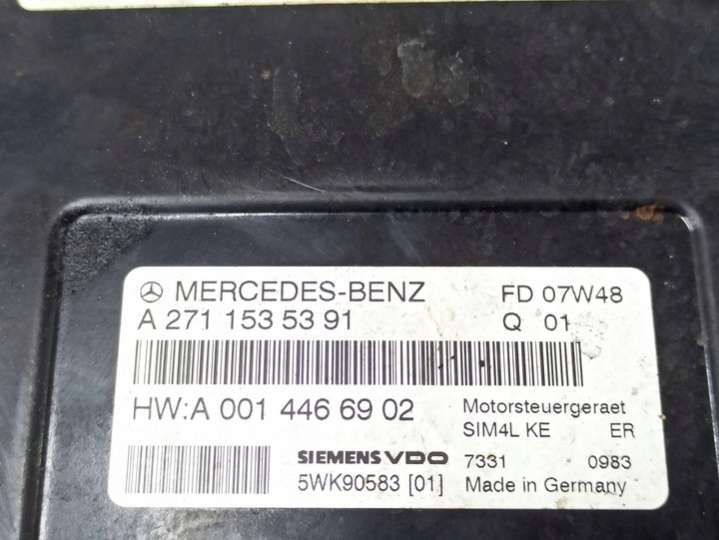 MERCEDES-BENZ FD 07W48
A 271 153 53 91 Q 01
HW:A 001 446 69 02 Motorsteuergeraet
SIM4L KE ER
SIEMENS VDO 7331 0983
5WK90583 [01] Made in Germany